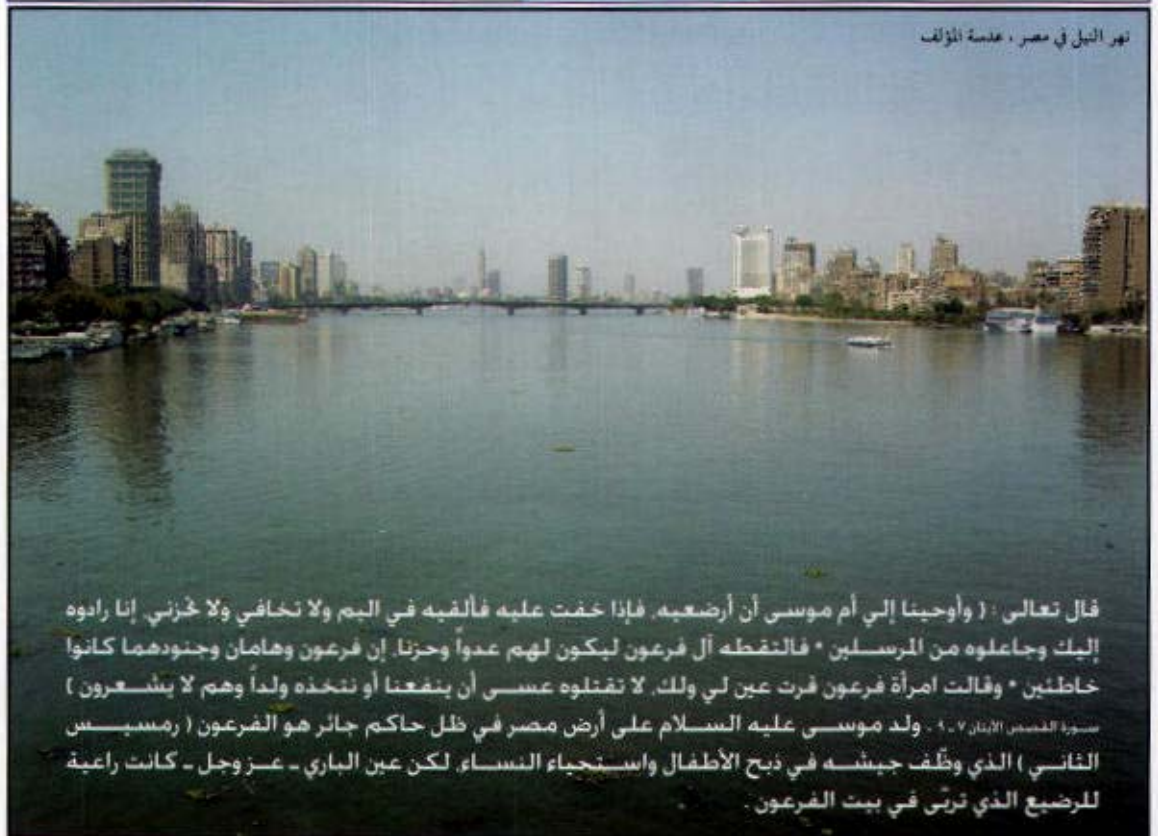 نهر النيل في مصر ، عدسة المؤلف
قال تعالى : ( وأوحينا إلى أم موسى أن أرضعيه. فإذا خفت عليه فألقيه في اليم ولا تخافي ولا تحزني. إنا رادوه
إليك وجاعلوه من المرسلين * فالتقطه آل فرعون ليكون لهم عدواً وحزنا. إن فرعون وهامان وجنودهما كانوا
خاطئين * وقالت امرأة فرعون قرت عين لي ولك. لا تقتلوه عسى أن ينفعنا أو نتخذه ولداً وهم لا يشعرون )
سورة القصص الايتان ٧ـ٩ . ولد موسى عليه السلام على أرض مصر في ظل حاكم جائر هو الفرعون ( رمسيس
الثاني ) الذي وظّف جيشه في ذبح الأطفال واستحياء النساء. لكن عين الباري ـ عز وجل ـ كانت راعية
للرضيع الذي تربّى في بيت الفرعون .